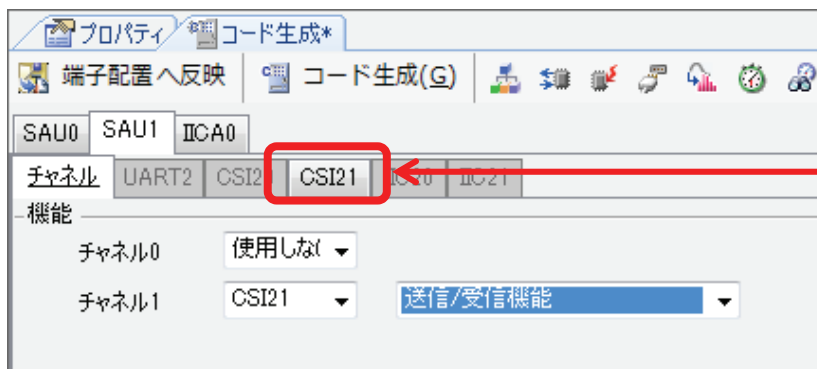 プロパティ コード生成*
端子配置へ反映 コード生成(G)
SAU0 SAU1 IICA0
チャネル UART2 CSI21 IIC21
機能
チャネル0 使用しない
チャネル1 CSI21 送信/受信機能